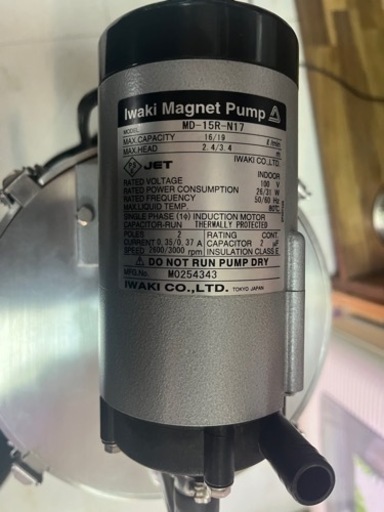 Iwaki Magnet Pump
MODEL MD-15R-N17
MAX.CAPACITY 16/19 ℓ/min
MAX.HEAD 2.4/3.4 m
PS E JET IWAKI CO.,LTD.
INDOOR
RATED VOLTAGE 100 V
RATED POWER CONSUMPTION 26/31 W
RATED FREQUENCY 50/60 Hz
MAX.LIQUID TEMP. 80℃
SINGLE PHASE (1Φ) INDUCTION MOTOR
CAPACITOR-RUN THERMALLY PROTECTED
POLES 2 RATING CONT.
CURRENT 0.35/0.37 A CAPACITOR 2 μF
SPEED 2600/3000 rpm INSULATION CLASS E
⚠ DO NOT RUN PUMP DRY
MFG.No. M0254343
IWAKI CO.,LTD. TOKYO JAPAN